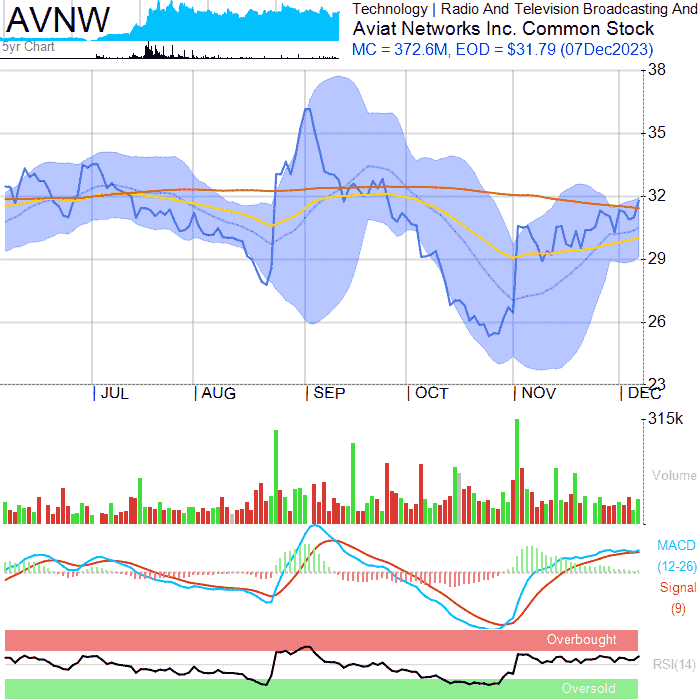 AVNW
5yr Chart
Technology | Radio And Television Broadcasting And
Aviat Networks Inc. Common Stock
MC = 372.6M, EOD = $31.79 (07Dec2023)
38
35
32
29
26
23
JUL AUG SEP OCT NOV DEC
315k
Volume
MACD
(12-26)
Signal
(9)
Overbought
RSI(14)
Oversold